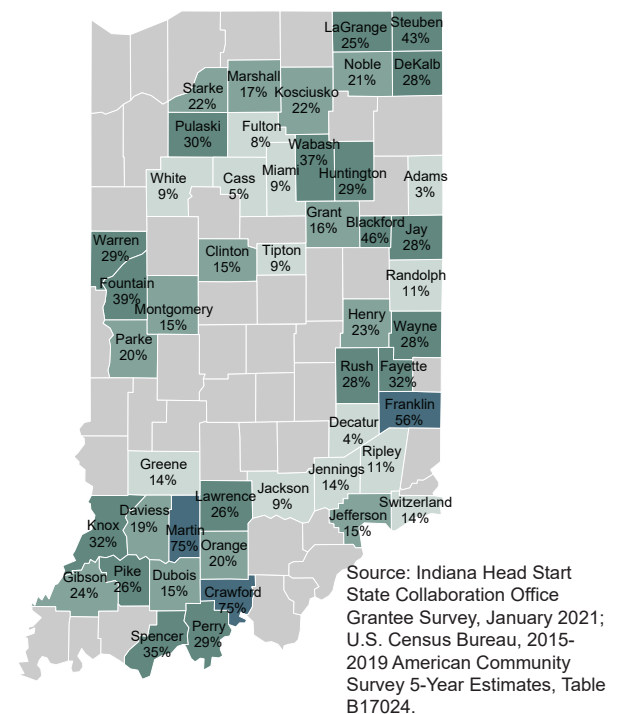 LaGrange
25%
Steuben
43%
Noble
21%
DeKalb
28%
Starke
22%
Marshall
17%
Kosciusko
22%
Pulaski
30%
Fulton
8%
Wabash
37%
Huntington
29%
White
9%
Cass
5%
Miami
9%
Adams
3%
Grant
16%
Blackford
46%
Jay
28%
Warren
29%
Clinton
15%
Tipton
9%
Randolph
11%
Fountain
39%
Montgomery
15%
Henry
23%
Wayne
28%
Parke
20%
Rush
28%
Fayette
32%
Franklin
56%
Decatur
4%
Ripley
11%
Greene
14%
Jennings
14%
Jackson
9%
Lawrence
26%
Switzerland
14%
Jefferson
15%
Knox
32%
Daviess
19%
Martin
75%
Orange
20%
Gibson
24%
Pike
26%
Dubois
15%
Crawford
75%
Perry
29%
Spencer
35%
Source: Indiana Head Start
State Collaboration Office
Grantee Survey, January 2021;
U.S. Census Bureau, 2015-
2019 American Community
Survey 5-Year Estimates, Table
B17024.